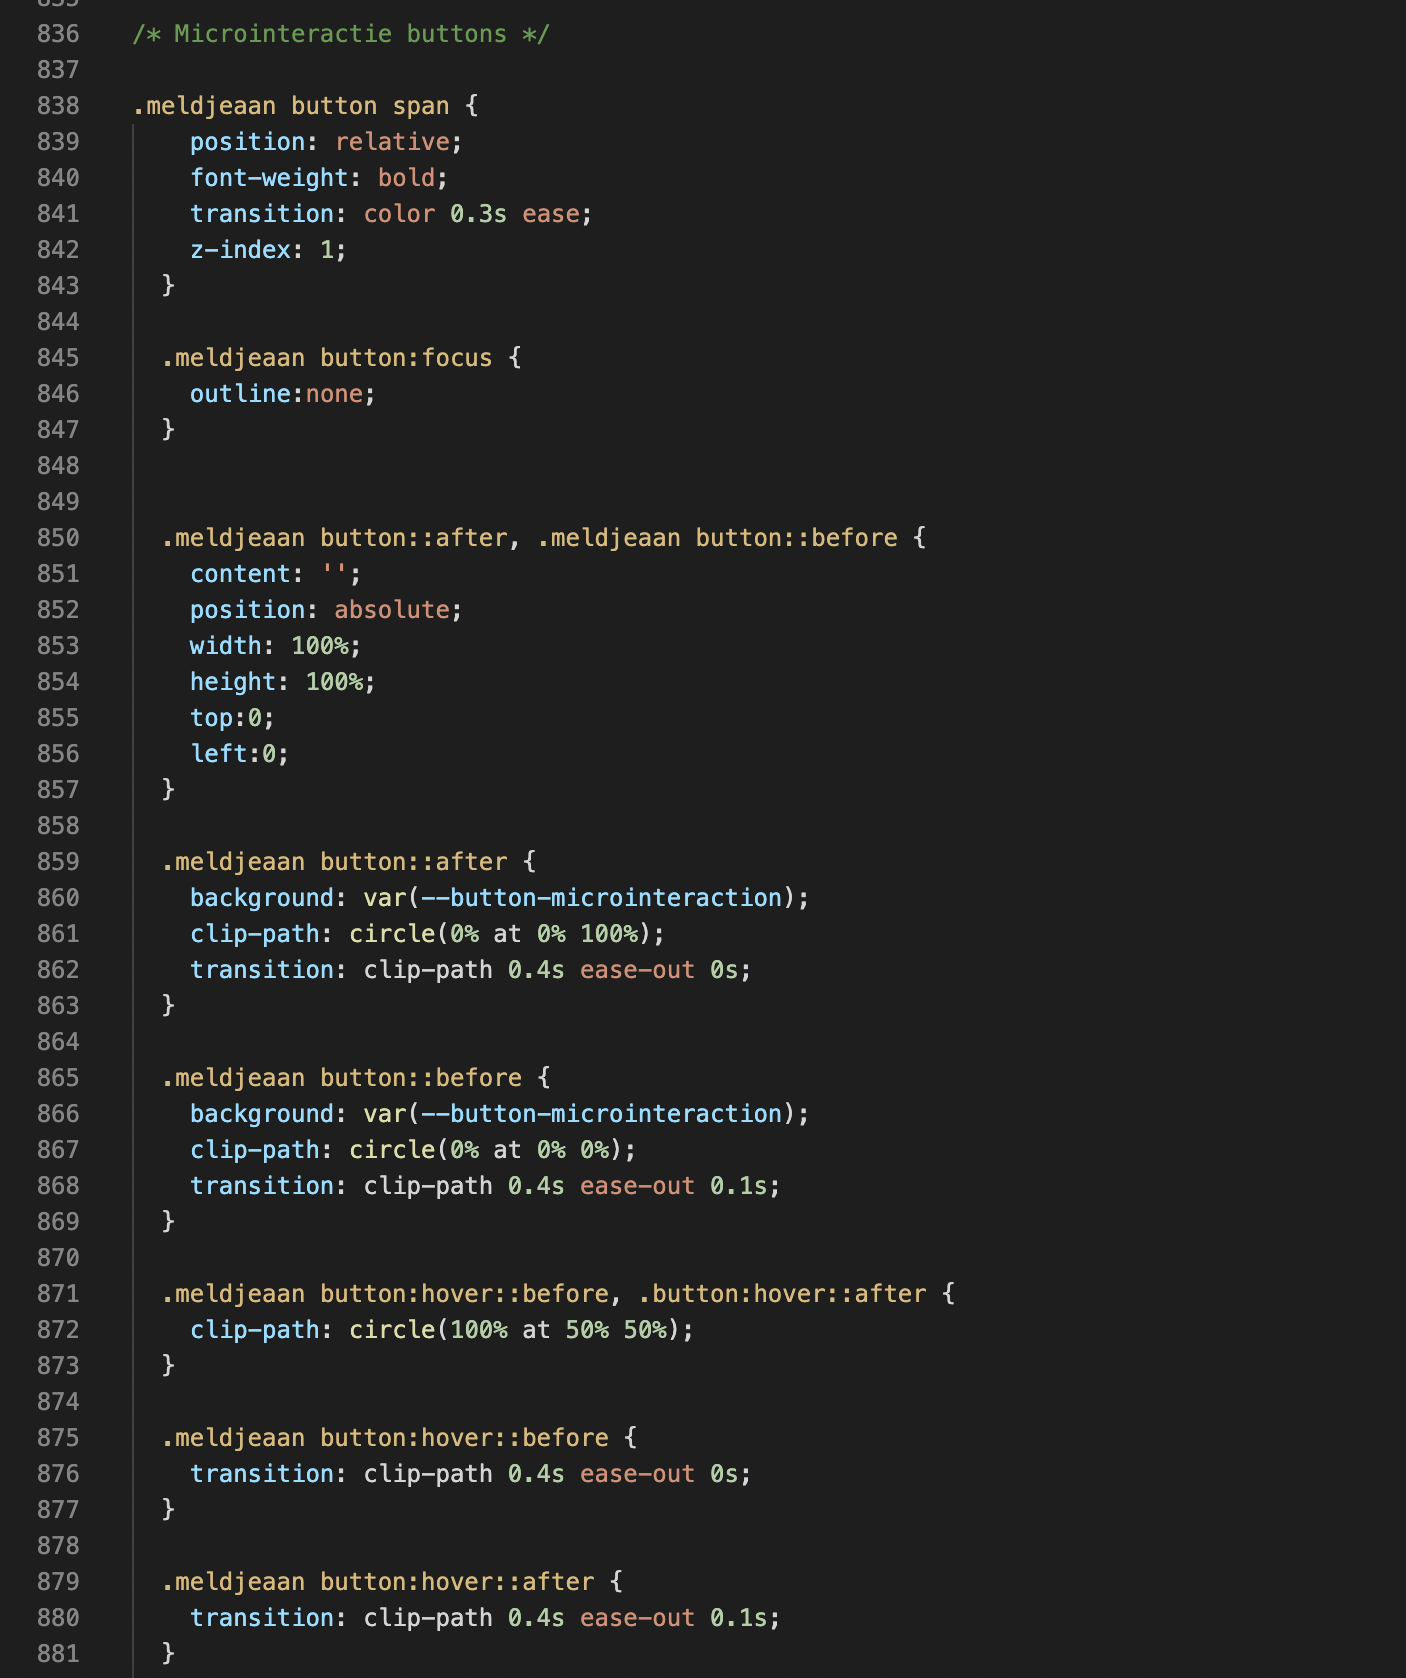 835
836 /* Microinteractie buttons */
837
838 .meldjeaan button span {
839 position: relative;
840 font-weight: bold;
841 transition: color 0.3s ease;
842 z-index: 1;
843 }
844
845 .meldjeaan button:focus {
846 outline:none;
847 }
848
849
850 .meldjeaan button::after, .meldjeaan button::before {
851 content: '';
852 position: absolute;
853 width: 100%;
854 height: 100%;
855 top:0;
856 left:0;
857 }
858
859 .meldjeaan button::after {
860 background: var(--button-microinteraction);
861 clip-path: circle(0% at 0% 100%);
862 transition: clip-path 0.4s ease-out 0s;
863 }
864
865 .meldjeaan button::before {
866 background: var(--button-microinteraction);
867 clip-path: circle(0% at 0% 0%);
868 transition: clip-path 0.4s ease-out 0.1s;
869 }
870
871 .meldjeaan button:hover::before, .button:hover::after {
872 clip-path: circle(100% at 50% 50%);
873 }
874
875 .meldjeaan button:hover::before {
876 transition: clip-path 0.4s ease-out 0s;
877 }
878
879 .meldjeaan button:hover::after {
880 transition: clip-path 0.4s ease-out 0.1s;
881 }